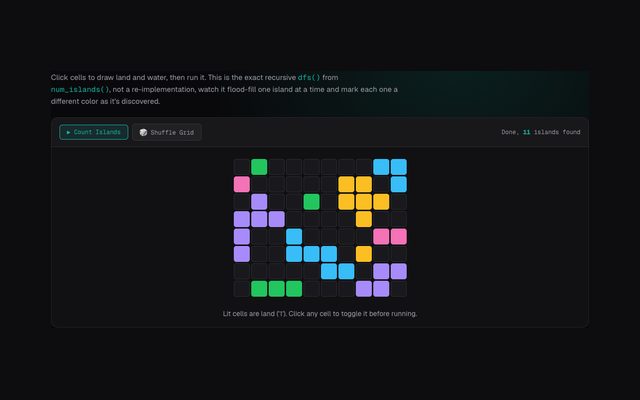 Click cells to draw land and water, then run it. This is the exact recursive dfs() from
num_islands(), not a re-implementation, watch it flood-fill one island at a time and mark each one a
different color as it's discovered.
▶ Count Islands
🎲 Shuffle Grid
Done, 11 islands found
Lit cells are land ('1'). Click any cell to toggle it before running.